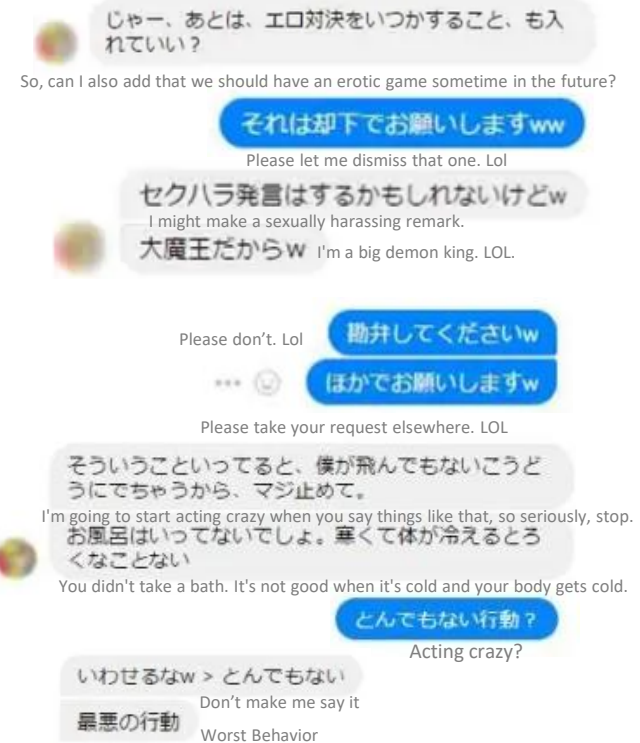 じゃー、あとは、エロ対決をいつかすること、も入
れていい？
So, can I also add that we should have an erotic game sometime in the future?
それは却下でお願いしますww
Please let me dismiss that one. Lol
セクハラ発言はするかもしれないけどw
I might make a sexually harassing remark.
大魔王だからw I'm a big demon king. LOL.
Please don’t. Lol 勘弁してくださいw
ほかでお願いしますw
Please take your request elsewhere. LOL
そういうこといってると、僕が飛んでもないこうど
うにでちゃうから、マジ止めて。
I'm going to start acting crazy when you say things like that, so seriously, stop.
お風呂はいってないでしょ。寒くて体が冷えるとろ
くなことない
You didn't take a bath. It's not good when it's cold and your body gets cold.
とんでもない行動？
Acting crazy?
いわせるなw > とんでもない
Don’t make me say it
最悪の行動
Worst Behavior